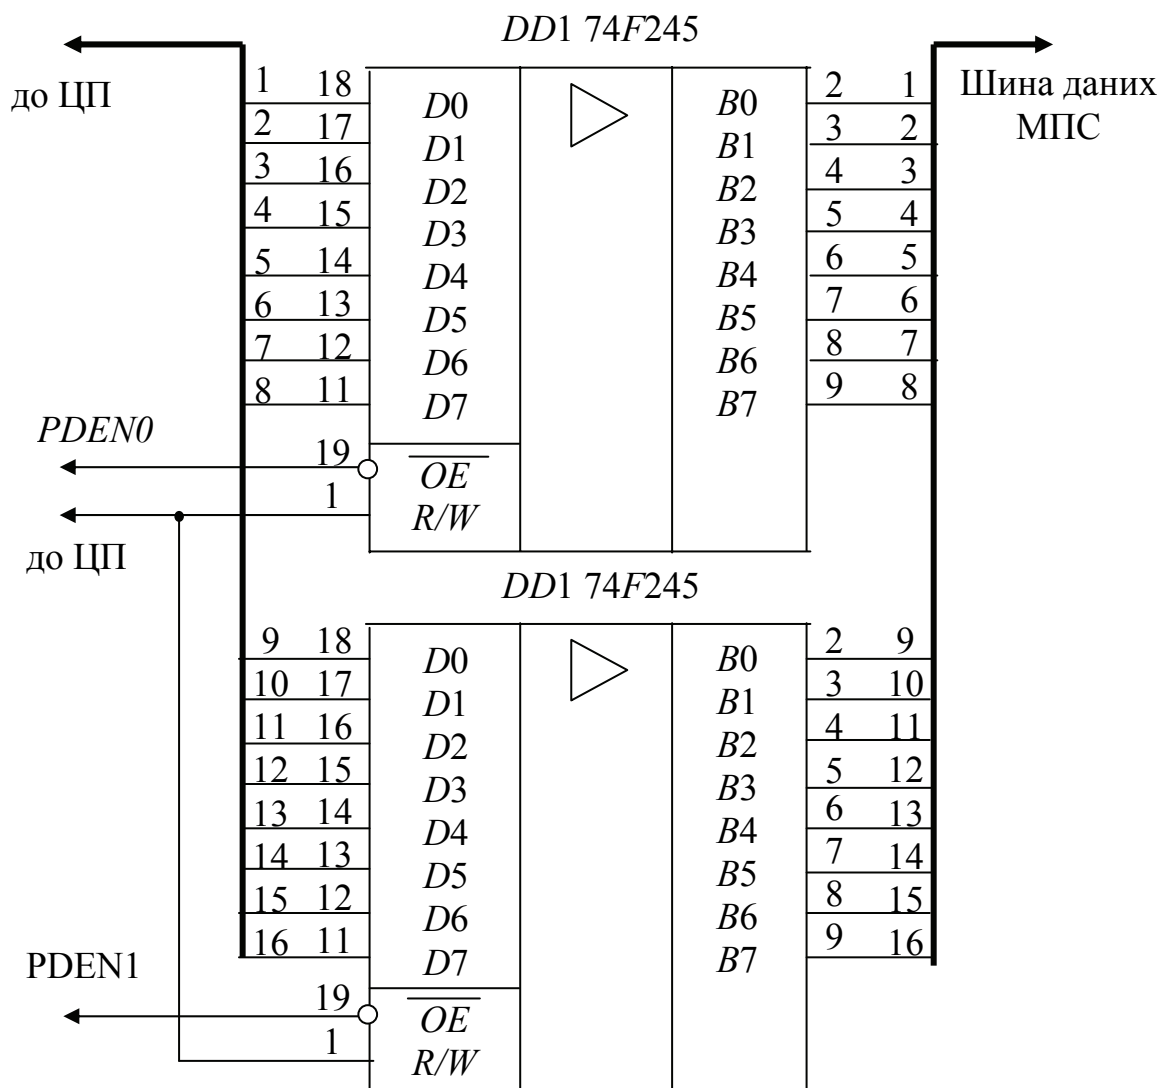 DD1 74F245
до ЦП
Шина даних
МПС
1 18 D0 B0 2 1
2 17 D1 B1 3 2
3 16 D2 B2 4 3
4 15 D3 B3 5 4
5 14 D4 B4 6 5
6 13 D5 B5 7 6
7 12 D6 B6 8 7
8 11 D7 B7 9 8
PDEN0
19 OE
1 R/W
до ЦП
DD1 74F245
9 18 D0 B0 2 9
10 17 D1 B1 3 10
11 16 D2 B2 4 11
12 15 D3 B3 5 12
13 14 D4 B4 6 13
14 13 D5 B5 7 14
15 12 D6 B6 8 15
16 11 D7 B7 9 16
PDEN1
19 OE
1 R/W